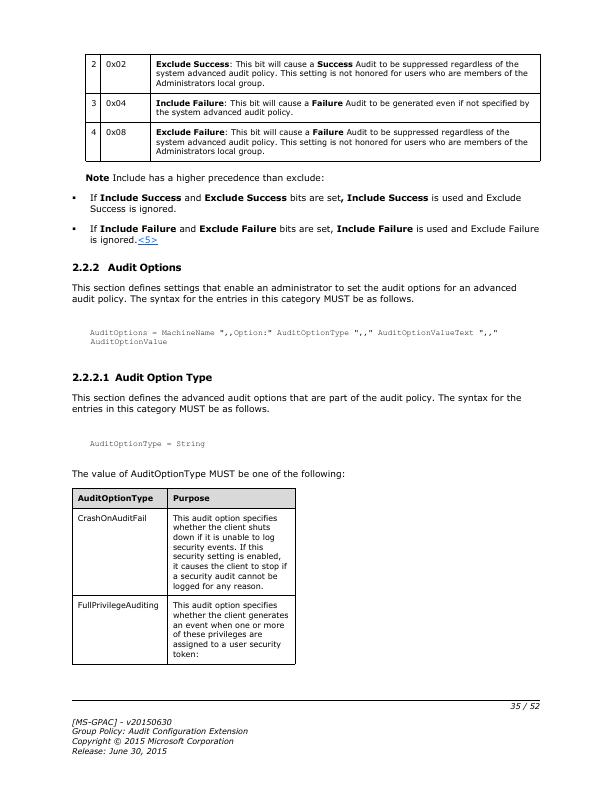 2 0x02 Exclude Success: This bit will cause a Success Audit to be suppressed regardless of the
system advanced audit policy. This setting is not honored for users who are members of the
Administrators local group.
3 0x04 Include Failure: This bit will cause a Failure Audit to be generated even if not specified by
the system advanced audit policy.
4 0x08 Exclude Failure: This bit will cause a Failure Audit to be suppressed regardless of the
system advanced audit policy. This setting is not honored for users who are members of the
Administrators local group.
Note Include has a higher precedence than exclude:
▪ If Include Success and Exclude Success bits are set, Include Success is used and Exclude
Success is ignored.
▪ If Include Failure and Exclude Failure bits are set, Include Failure is used and Exclude Failure
is ignored.<5>
2.2.2 Audit Options
This section defines settings that enable an administrator to set the audit options for an advanced
audit policy. The syntax for the entries in this category MUST be as follows.
AuditOptions = MachineName ",,Option:" AuditOptionType ",," AuditOptionValueText ",,"
AuditOptionValue
2.2.2.1 Audit Option Type
This section defines the advanced audit options that are part of the audit policy. The syntax for the
entries in this category MUST be as follows.
AuditOptionType = String
The value of AuditOptionType MUST be one of the following:
AuditOptionType Purpose
CrashOnAuditFail This audit option specifies
whether the client shuts
down if it is unable to log
security events. If this
security setting is enabled,
it causes the client to stop if
a security audit cannot be
logged for any reason.
FullPrivilegeAuditing This audit option specifies
whether the client generates
an event when one or more
of these privileges are
assigned to a user security
token:
35 / 52
[MS-GPAC] - v20150630
Group Policy: Audit Configuration Extension
Copyright © 2015 Microsoft Corporation
Release: June 30, 2015